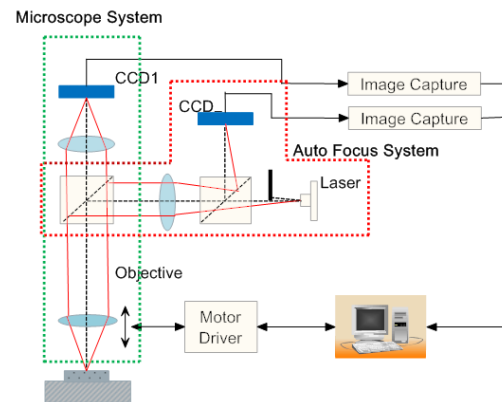 Microscope System
CCD1
CCD_
Image Capture
Image Capture
Auto Focus System
Laser
Objective
Motor
Driver